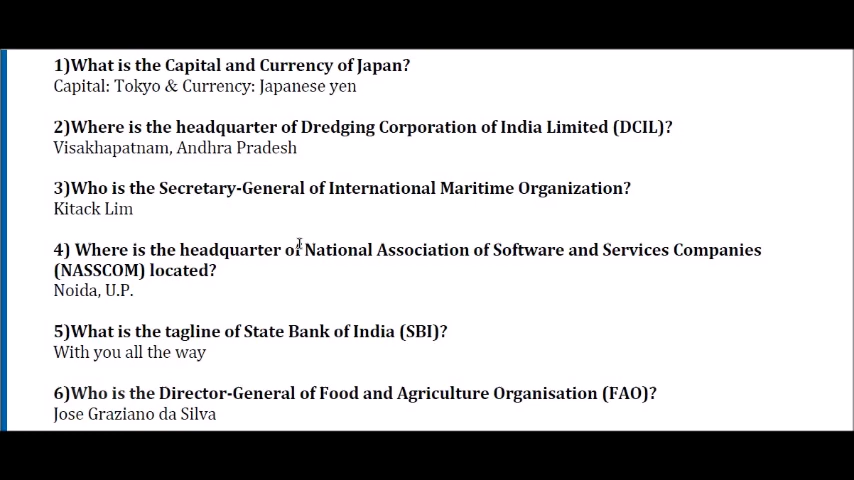 1)What is the Capital and Currency of Japan?
Capital: Tokyo & Currency: Japanese yen
2)Where is the headquarter of Dredging Corporation of India Limited (DCIL)?
Visakhapatnam, Andhra Pradesh
3)Who is the Secretary-General of International Maritime Organization?
Kitack Lim
4) Where is the headquarter of National Association of Software and Services Companies
(NASSCOM) located?
Noida, U.P.
5)What is the tagline of State Bank of India (SBI)?
With you all the way
6)Who is the Director-General of Food and Agriculture Organisation (FAO)?
Jose Graziano da Silva